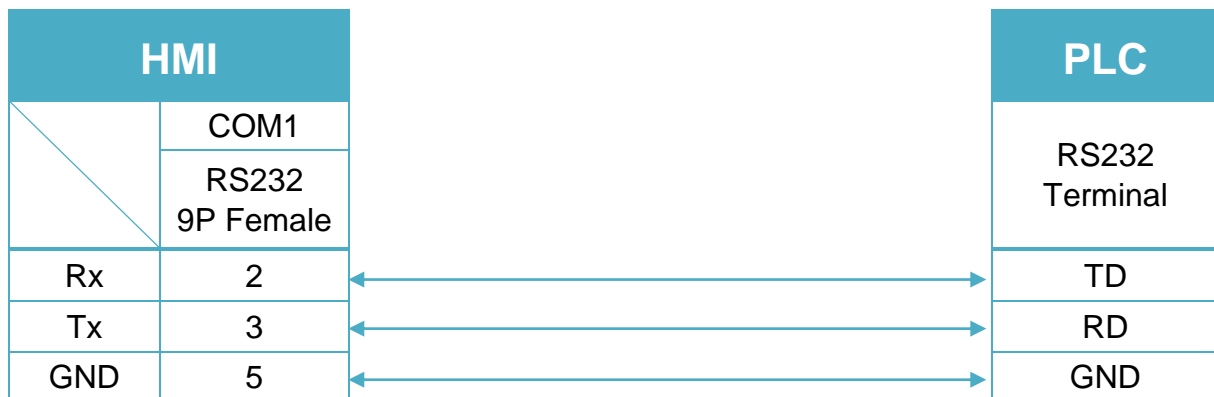 HMI
PLC
COM1
RS232
9P Female
RS232
Terminal
Rx 2 TD
Tx 3 RD
GND 5 GND